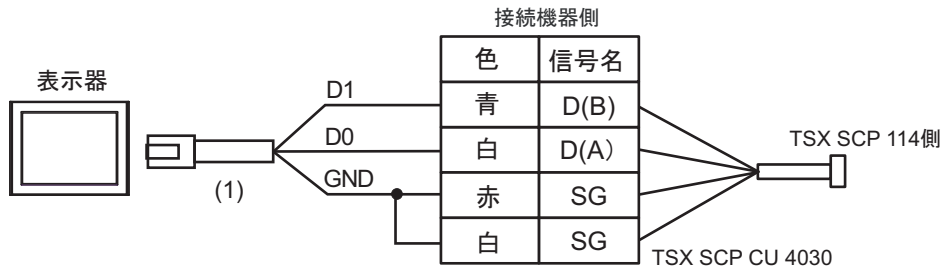 接続機器側
表示器
色 信号名
D1 青 D(B)
D0 白 D(A)
GND 赤 SG
白 SG
(1)
TSX SCP 114側
TSX SCP CU 4030